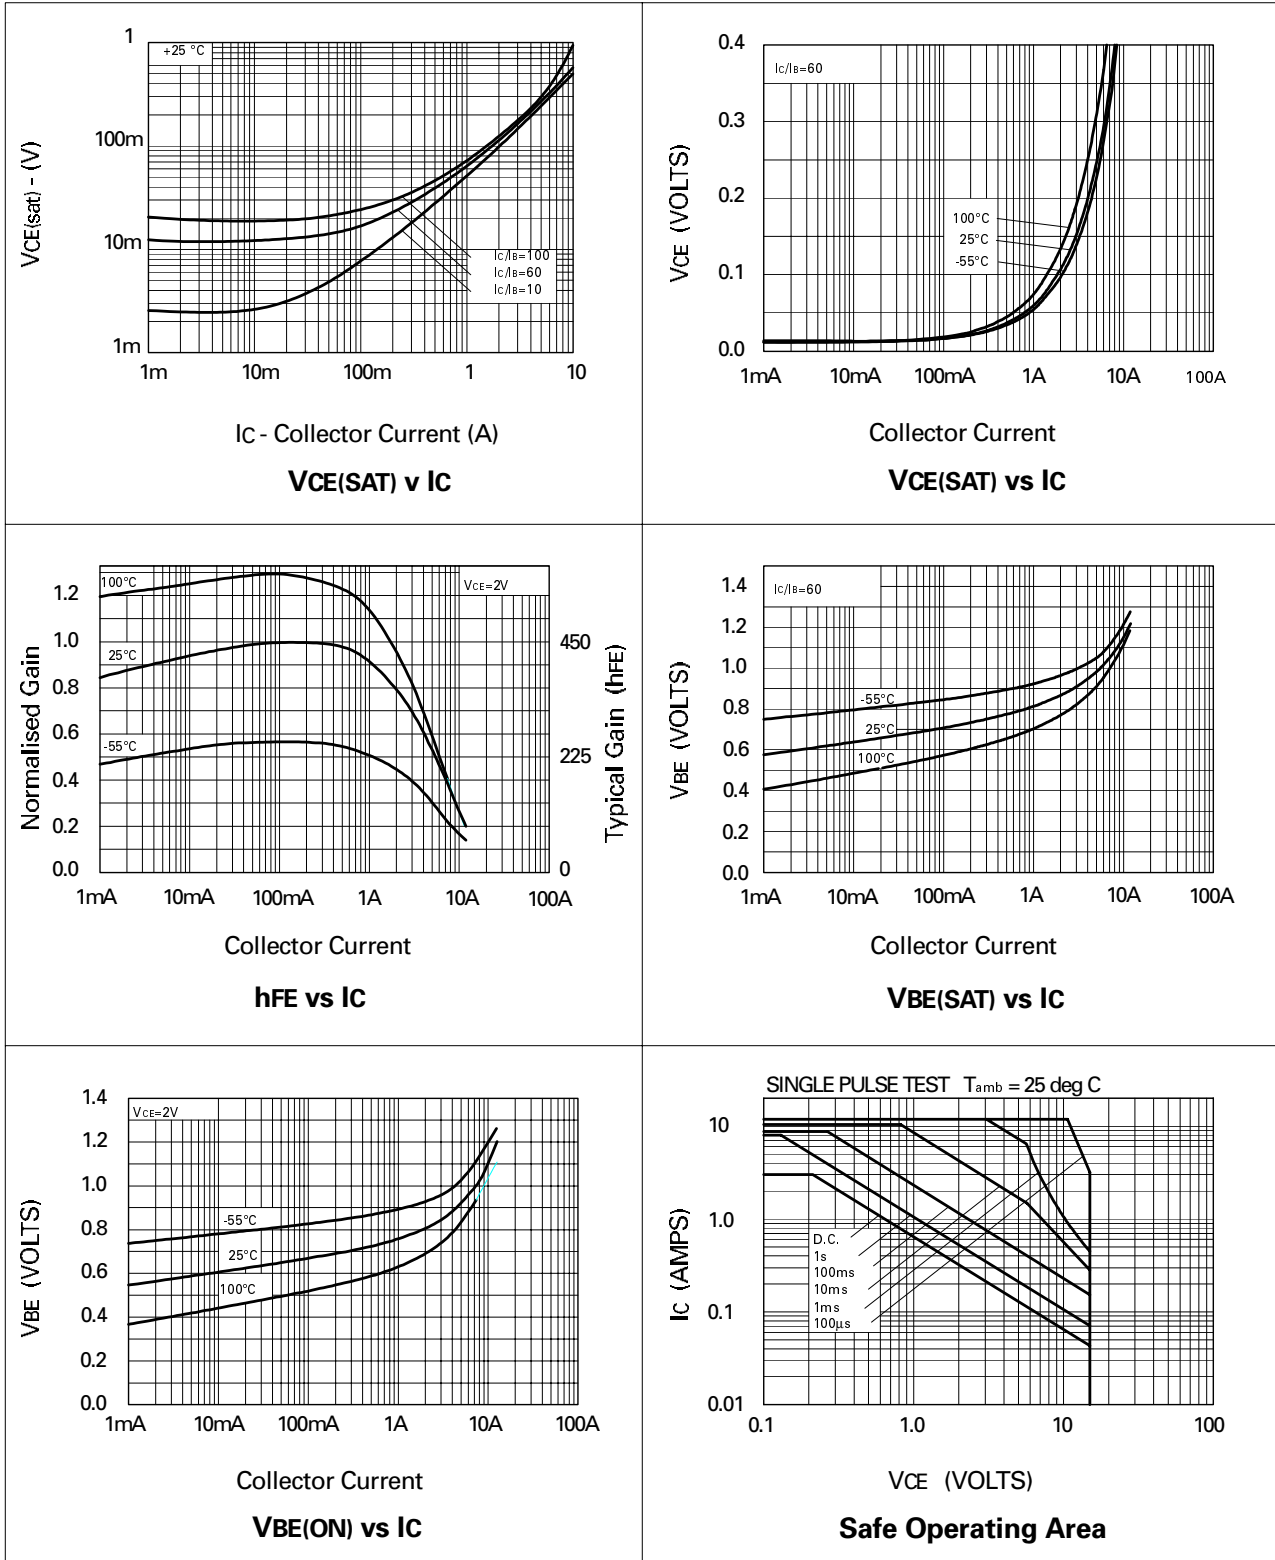 1
+25 °C
100m
10m
1m
VCE(sat) - (V)
IC/IB=100
IC/IB=60
IC/IB=10
1m 10m 100m 1 10
IC - Collector Current (A)
VCE(SAT) v IC
0.4
IC/IB=60
0.3
0.2
0.1
0.0
VCE (VOLTS)
100°C
25°C
-55°C
1mA 10mA 100mA 1A 10A 100A
Collector Current
VCE(SAT) vs IC
100°C
VCE=2V
1.2
1.0
25°C
0.8
0.6
-55°C
0.4
0.2
0.0
Normalised Gain
450
225
0
Typical Gain (hFE)
1mA 10mA 100mA 1A 10A 100A
Collector Current
hFE vs IC
1.4
IC/IB=60
1.2
1.0
0.8
0.6
0.4
0.2
0.0
VBE (VOLTS)
-55°C
25°C
100°C
1mA 10mA 100mA 1A 10A 100A
Collector Current
VBE(SAT) vs IC
1.4
VCE=2V
1.2
1.0
0.8
0.6
0.4
0.2
0.0
VBE (VOLTS)
-55°C
25°C
100°C
1mA 10mA 100mA 1A 10A 100A
Collector Current
VBE(ON) vs IC
SINGLE PULSE TEST Tamb = 25 deg C
10
1.0
0.1
0.01
IC (AMPS)
D.C.
1s
100ms
10ms
1ms
100µs
0.1 1.0 10 100
VCE (VOLTS)
Safe Operating Area